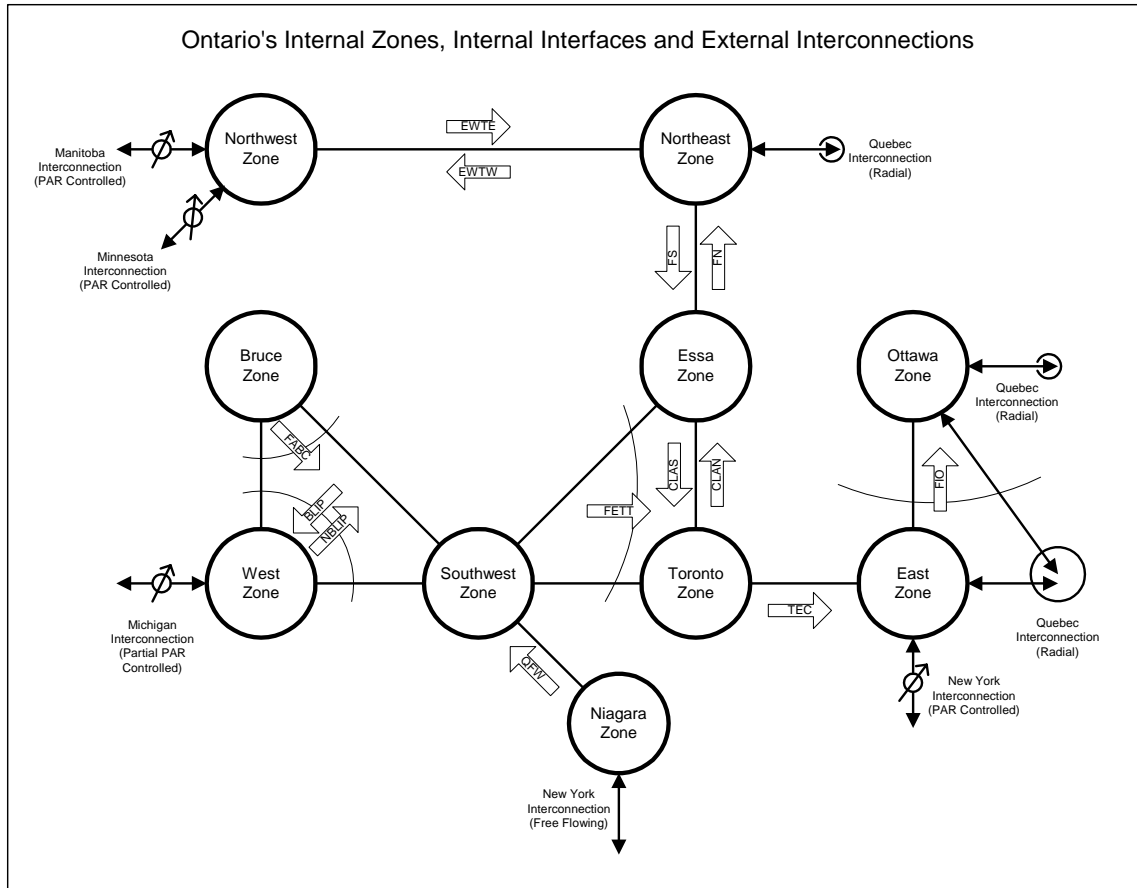 Ontario's Internal Zones, Internal Interfaces and External Interconnections
Northwest
Zone
EWTE
EWTW
Northeast
Zone
Manitoba
Interconnection
(PAR Controlled)
Quebec
Interconnection
(Radial)
Minnesota
Interconnection
(PAR Controlled)
FS
FN
Bruce
Zone
Essa
Zone
Ottawa
Zone
Quebec
Interconnection
(Radial)
FABC
CLAS
CLAN
FIO
BLIP
NBLIP
FETT
West
Zone
Southwest
Zone
Toronto
Zone
East
Zone
TEC
Michigan
Interconnection
(Partial PAR
Controlled)
Quebec
Interconnection
(Radial)
QFW
New York
Interconnection
(PAR Controlled)
Niagara
Zone
New York
Interconnection
(Free Flowing)